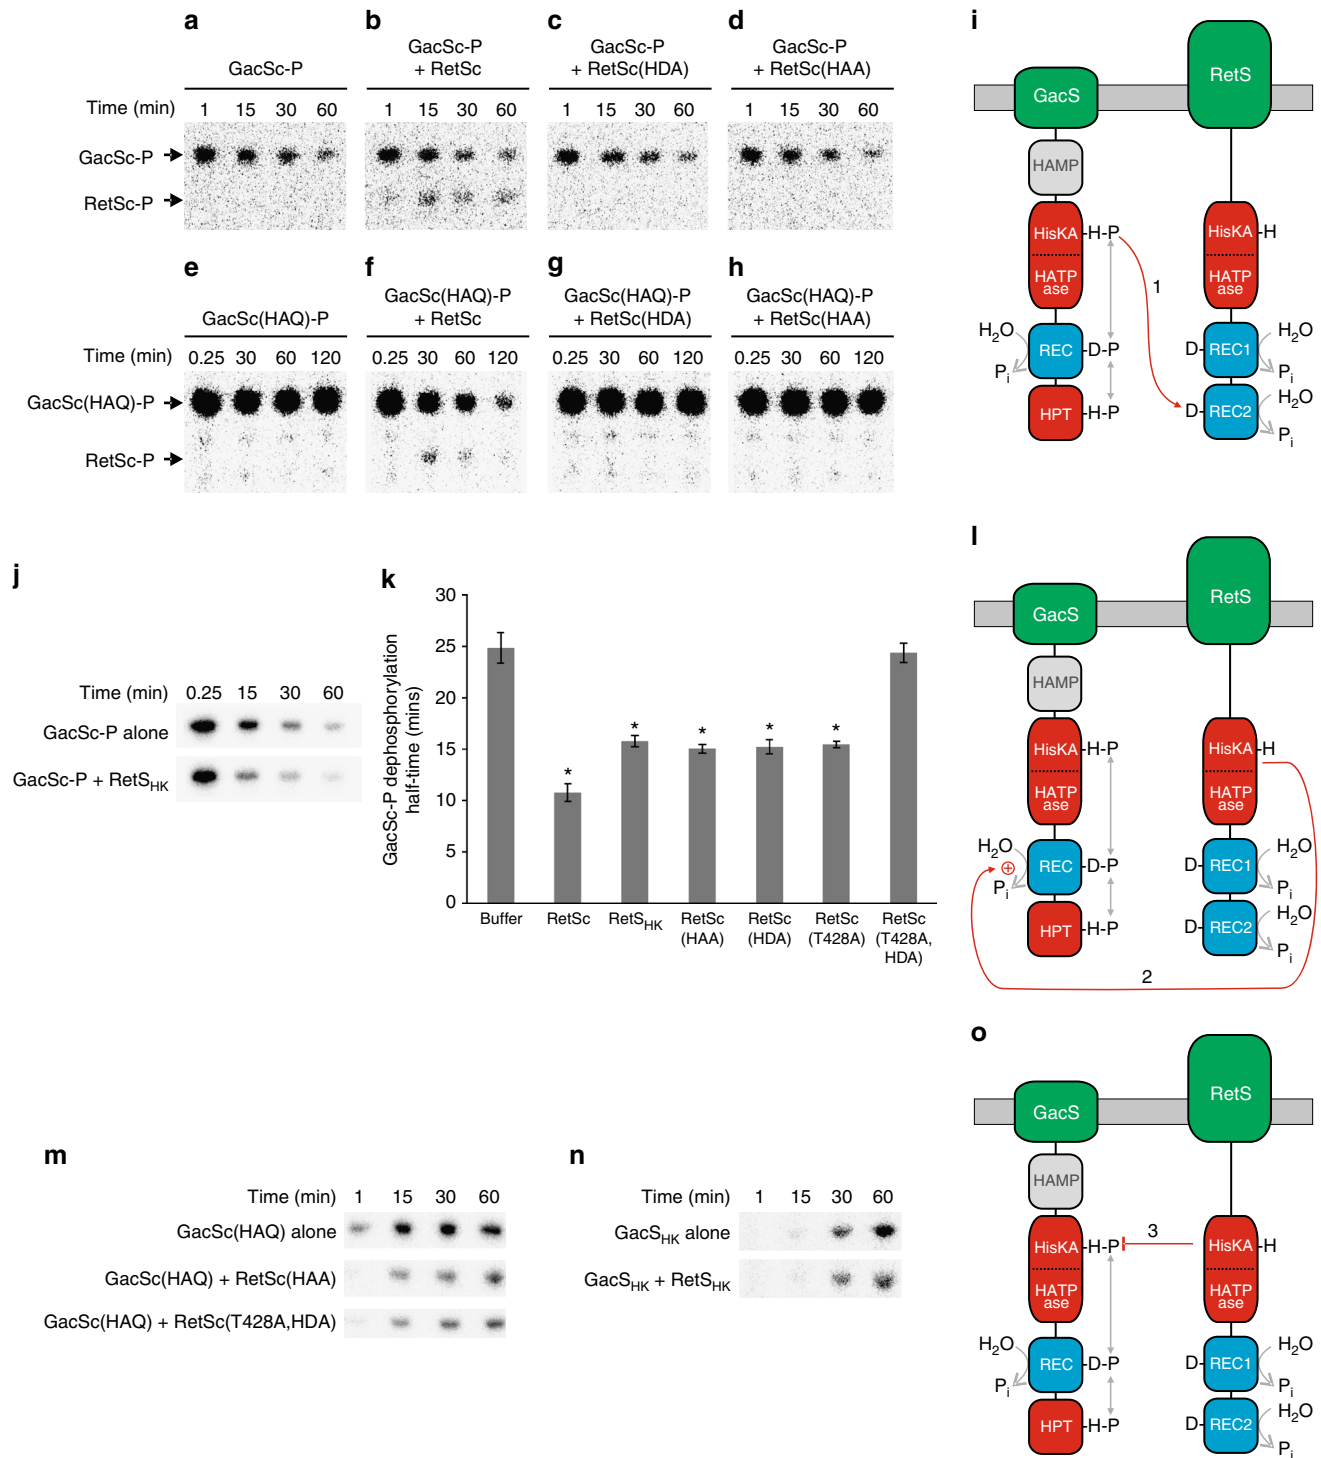 a
GacSc-P
b
GacSc-P
+ RetSc
c
GacSc-P
+ RetSc(HDA)
d
GacSc-P
+ RetSc(HAA)
Time (min)
1 15 30 60
1 15 30 60
1 15 30 60
1 15 30 60
GacSc-P
RetSc-P
e
GacSc(HAQ)-P
f
GacSc(HAQ)-P
+ RetSc
g
GacSc(HAQ)-P
+ RetSc(HDA)
h
GacSc(HAQ)-P
+ RetSc(HAA)
Time (min)
0.25 30 60 120
0.25 30 60 120
0.25 30 60 120
0.25 30 60 120
GacSc(HAQ)-P
RetSc-P
i
GacS
RetS
HAMP
HisKA
-H-P
HisKA
-H
HATP
ase
HATP
ase
1
H2O
REC
-D-P
Pi
D-
REC1
H2O
Pi
HPT
-H-P
D-
REC2
H2O
Pi
j
Time (min) 0.25 15 30 60
GacSc-P alone
GacSc-P + RetSHK
k
GacSc-P dephosphorylation
half-time (mins)
30
25
20
15
10
5
0
*
*
*
*
*
Buffer
RetSc
RetSHK
RetSc
(HAA)
RetSc
(HDA)
RetSc
(T428A)
RetSc
(T428A,
HDA)
l
GacS
RetS
HAMP
HisKA
-H-P
HisKA
-H
HATP
ase
HATP
ase
H2O
+
REC
-D-P
Pi
D-
REC1
H2O
Pi
HPT
-H-P
D-
REC2
H2O
Pi
2
m
Time (min) 1 15 30 60
GacSc(HAQ) alone
GacSc(HAQ) + RetSc(HAA)
GacSc(HAQ) + RetSc(T428A,HDA)
n
Time (min) 1 15 30 60
GacSHK alone
GacSHK + RetSHK
o
GacS
RetS
HAMP
HisKA
-H-P
3
HisKA
-H
HATP
ase
HATP
ase
H2O
REC
-D-P
Pi
D-
REC1
H2O
Pi
HPT
-H-P
D-
REC2
H2O
Pi